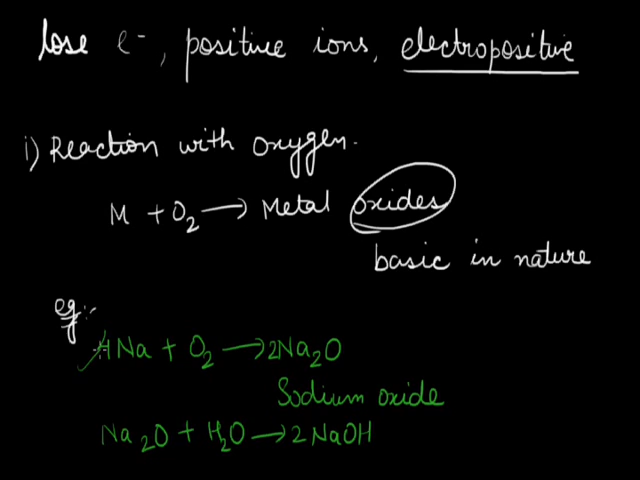 lose e⁻, positive ions, electropositive
i) Reaction with oxygen.
M + O₂ → Metal oxides
basic in nature
eg:-
4Na + O₂ → 2Na₂O
Sodium oxide
Na₂O + H₂O → 2NaOH